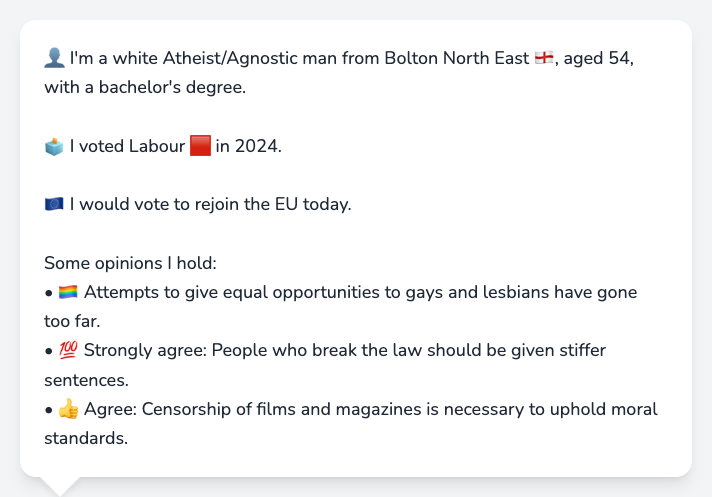 👤 I'm a white Atheist/Agnostic man from Bolton North East 🏴󠁧󠁢󠁥󠁮󠁧󠁿, aged 54,
with a bachelor's degree.
🗳️ I voted Labour 🟥 in 2024.
🇪🇺 I would vote to rejoin the EU today.
Some opinions I hold:
• 🏳️‍🌈 Attempts to give equal opportunities to gays and lesbians have gone
too far.
• 💯 Strongly agree: People who break the law should be given stiffer
sentences.
• 👍 Agree: Censorship of films and magazines is necessary to uphold moral
standards.